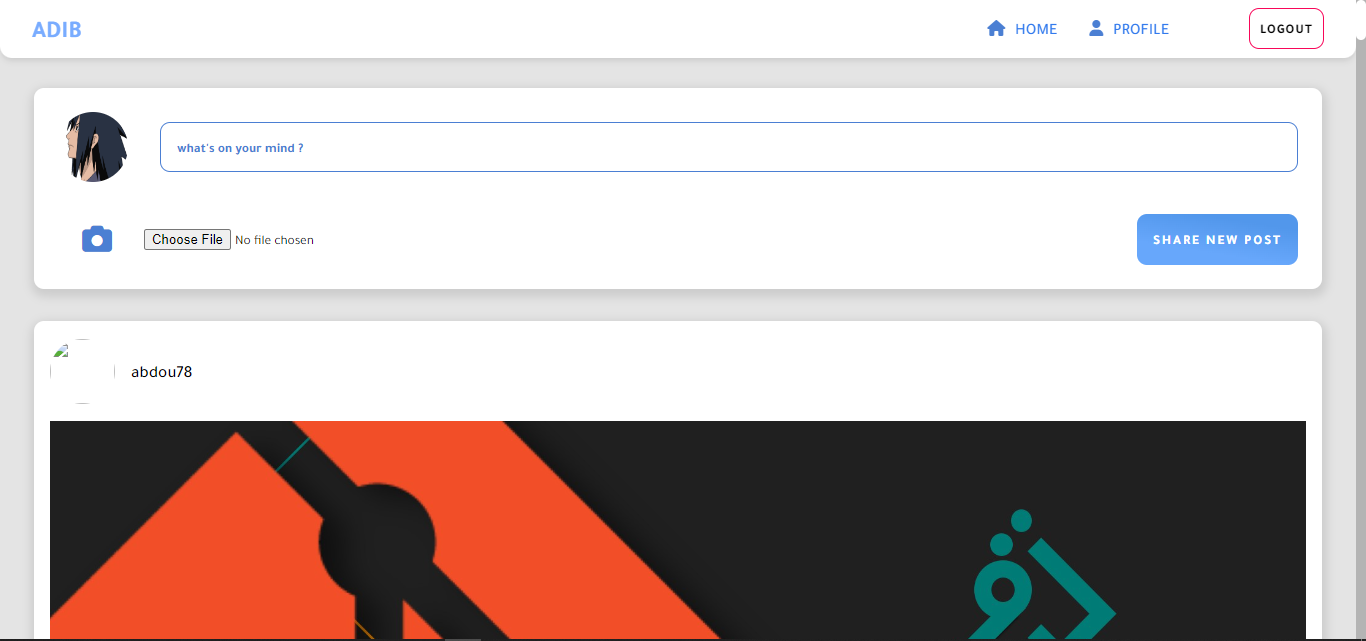 ADIB
HOME
PROFILE
LOGOUT
what's on your mind ?
Choose File No file chosen
SHARE NEW POST
abdou78